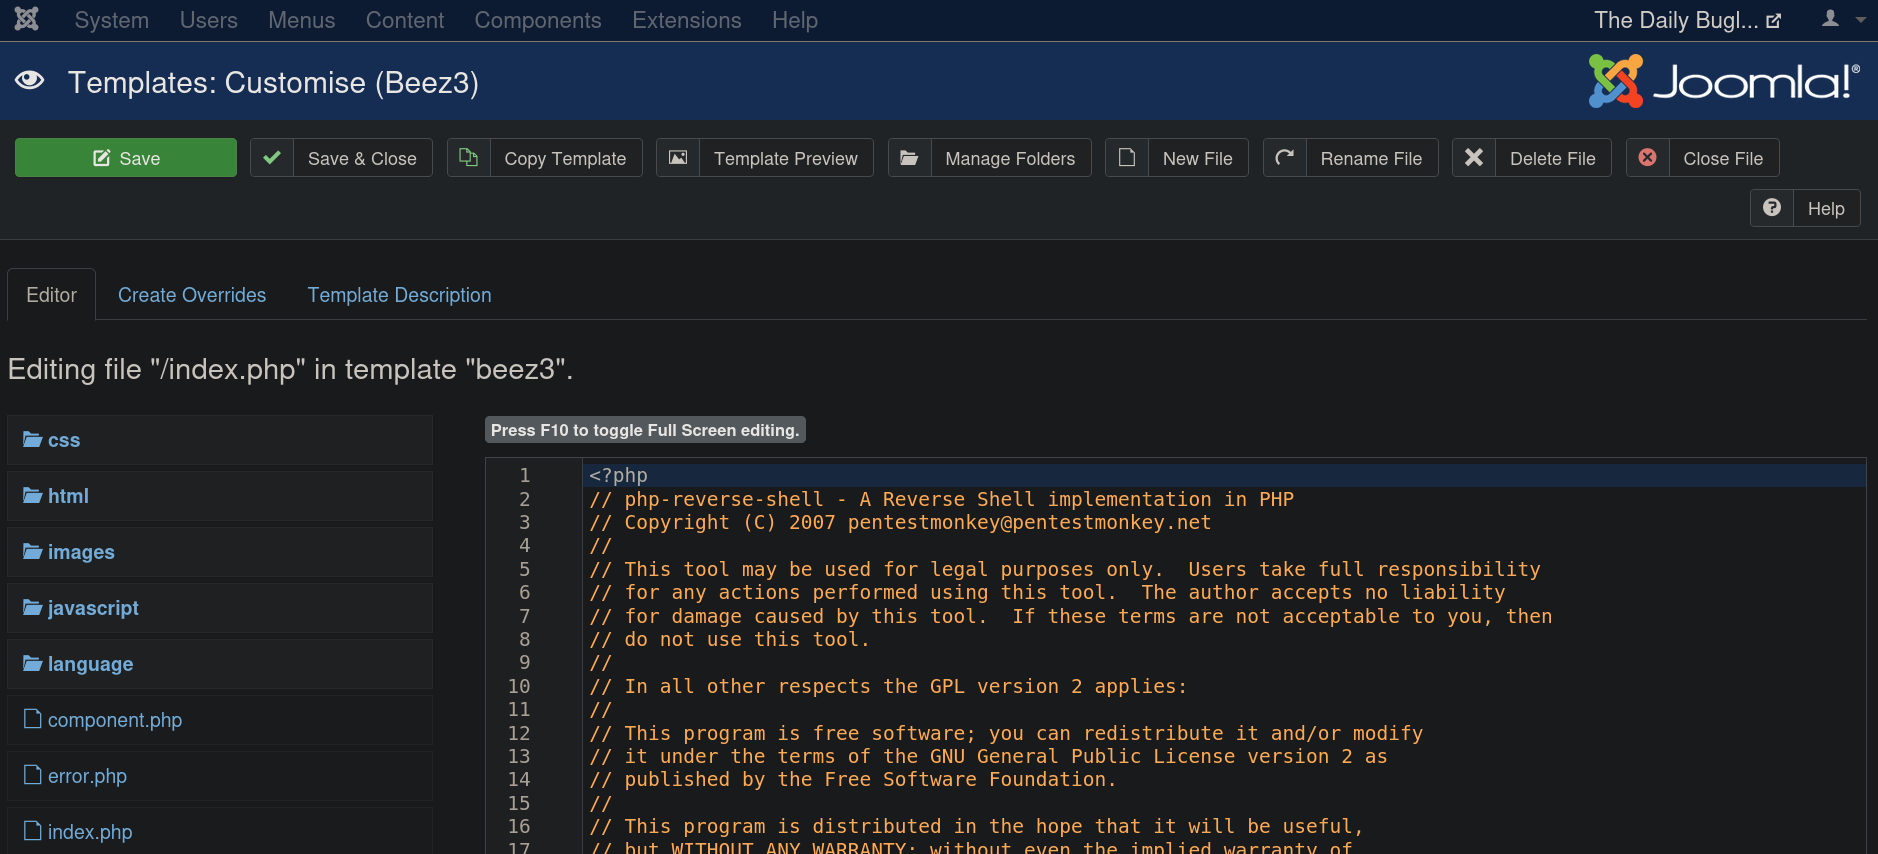 System Users Menus Content Components Extensions Help The Daily Bugl...
Templates: Customise (Beez3) Joomla!®
Save Save & Close Copy Template Template Preview Manage Folders New File Rename File Delete File Close File
Help
Editor Create Overrides Template Description
Editing file "/index.php" in template "beez3".
css
html
images
javascript
language
component.php
error.php
index.php
Press F10 to toggle Full Screen editing.
1 <?php
2 // php-reverse-shell - A Reverse Shell implementation in PHP
3 // Copyright (C) 2007 pentestmonkey@pentestmonkey.net
4 //
5 // This tool may be used for legal purposes only.  Users take full responsibility
6 // for any actions performed using this tool.  The author accepts no liability
7 // for damage caused by this tool.  If these terms are not acceptable to you, then
8 // do not use this tool.
9 //
10 // In all other respects the GPL version 2 applies:
11 //
12 // This program is free software; you can redistribute it and/or modify
13 // it under the terms of the GNU General Public License version 2 as
14 // published by the Free Software Foundation.
15 //
16 // This program is distributed in the hope that it will be useful,
17 // but WITHOUT ANY WARRANTY; without even the implied warranty of